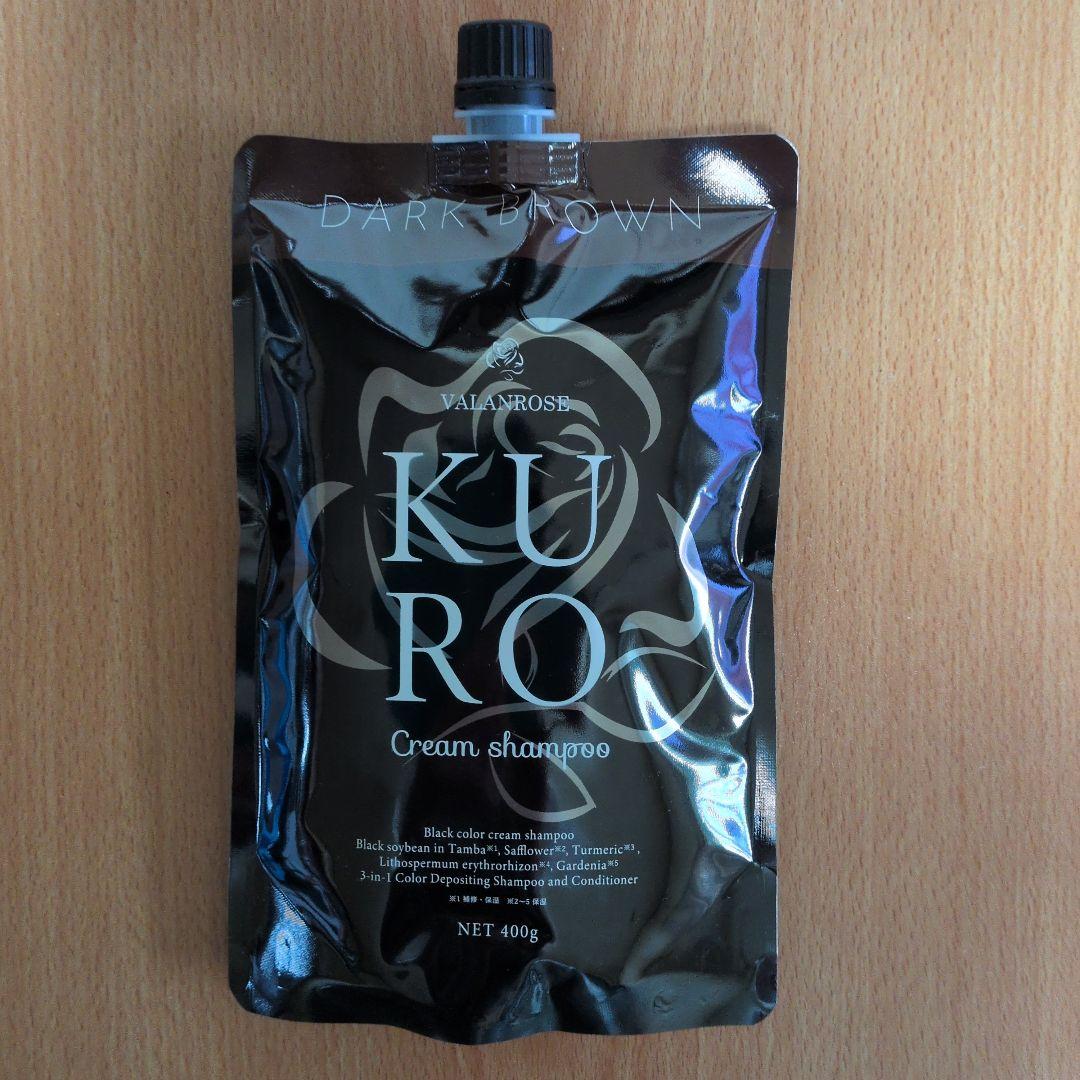 DARK BROWN
VALANROSE
KU
RO
Cream shampoo
Black color cream shampoo
Black soybean in Tamba※1, Safflower※2, Turmeric※3,
Lithospermum erythrorhizon※4, Gardenia※5
3-in-1 Color Depositing Shampoo and Conditioner
※1 補修・保湿 ※2～5 保湿
NET 400g